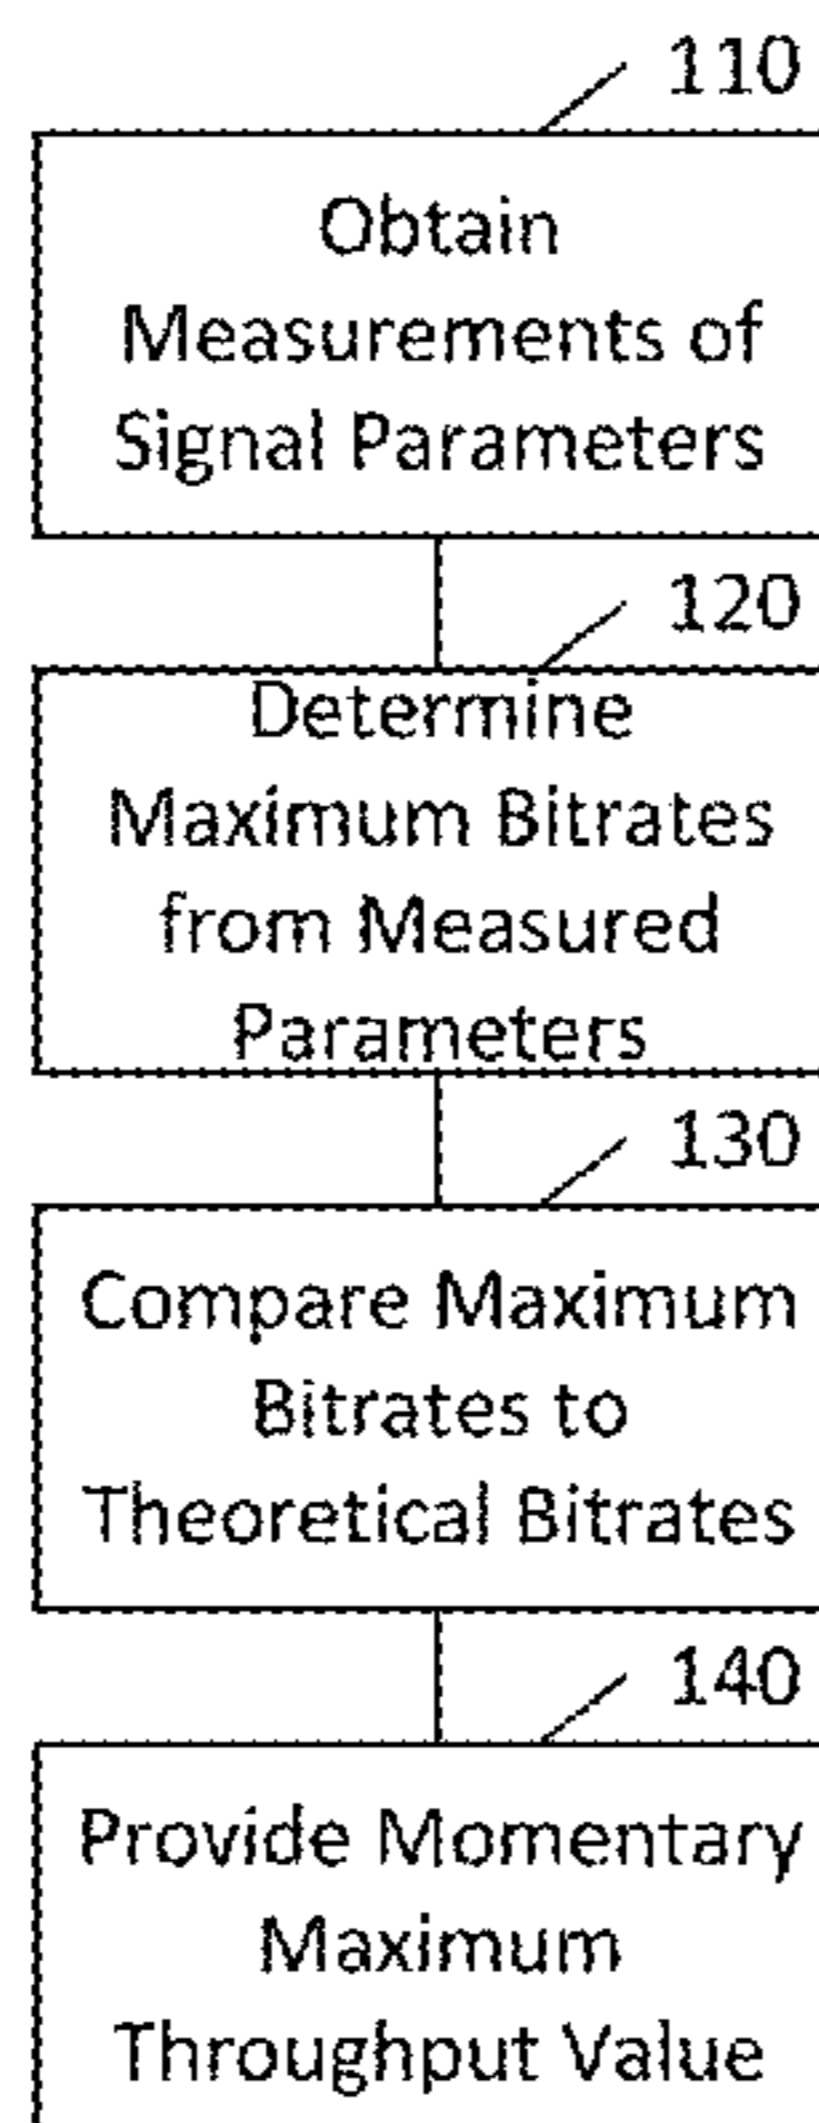 110
Obtain
Measurements of
Signal Parameters
120
Determine
Maximum Bitrates
from Measured
Parameters
130
Compare Maximum
Bitrates to
Theoretical Bitrates
140
Provide Momentary
Maximum
Throughput Value